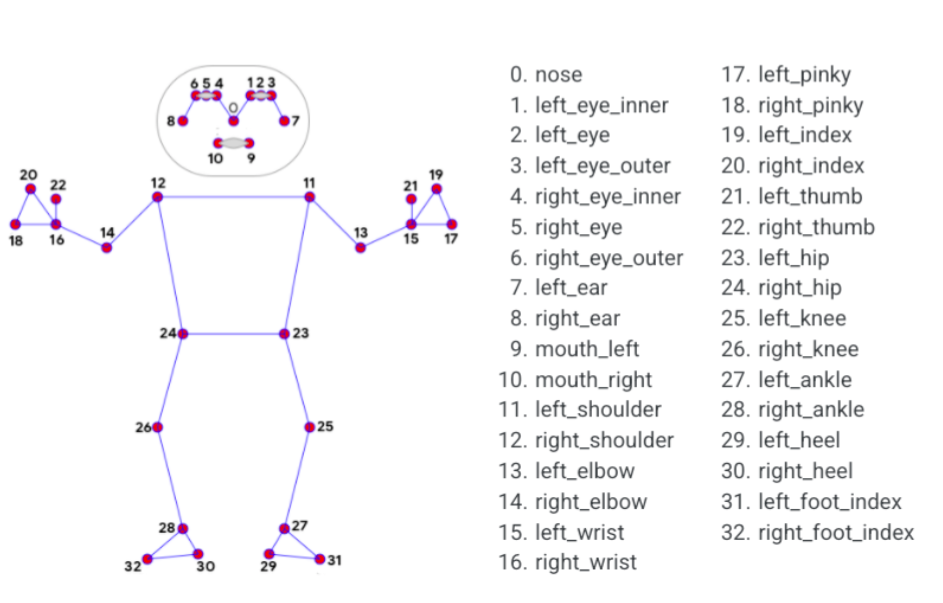 6 5 4 1 2 3
0
8 7
10 9
20 22 12 11 21 19
18 16 14 13 15 17
24 23
26 25
28 27
32 30 29 31
0. nose
1. left_eye_inner
2. left_eye
3. left_eye_outer
4. right_eye_inner
5. right_eye
6. right_eye_outer
7. left_ear
8. right_ear
9. mouth_left
10. mouth_right
11. left_shoulder
12. right_shoulder
13. left_elbow
14. right_elbow
15. left_wrist
16. right_wrist
17. left_pinky
18. right_pinky
19. left_index
20. right_index
21. left_thumb
22. right_thumb
23. left_hip
24. right_hip
25. left_knee
26. right_knee
27. left_ankle
28. right_ankle
29. left_heel
30. right_heel
31. left_foot_index
32. right_foot_index